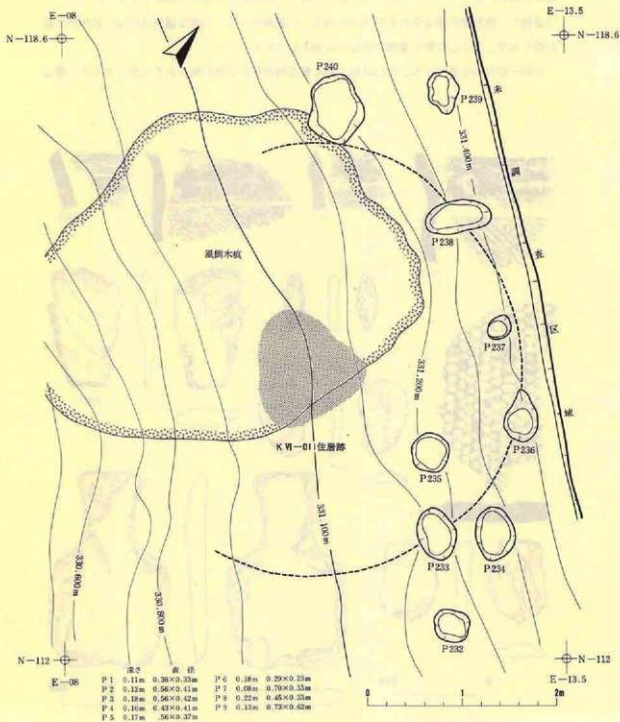 E—08
E—13.5
N—118.6
N—118.6
P240
P239
未
調
査
区
域
331.400m
P238
風倒木痕
P237
331.200m
P236
KⅥ—011住居跡
P235
P233
P234
331.100m
330.600m
330.800m
P232
N—112
N—112
E—08
E—13.5
深さ 直径
P1 0.11m 0.36×0.33m
P2 0.12m 0.56×0.41m
P3 0.18m 0.56×0.42m
P4 0.10m 0.43×0.41m
P5 0.17m .56×0.37m
P6 0.18m 0.29×0.23m
P7 0.08m 0.70×0.35m
P8 0.22m 0.45×0.33m
P9 0.13m 0.73×0.62m
0 1 2m